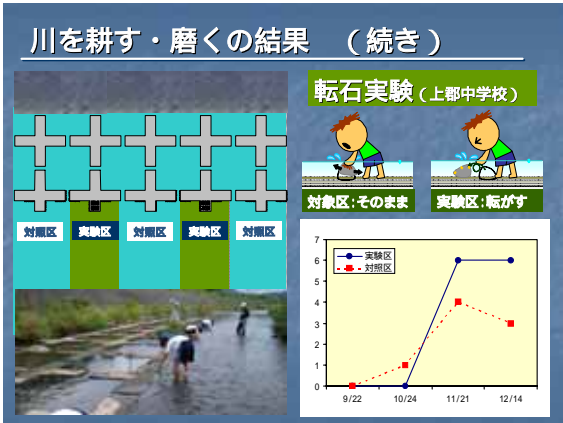 川を耕す・磨くの結果　（続き）
転石実験（上郡中学校）
対象区：そのまま
実験区：転がす
対照区
実験区
対照区
実験区
対照区
実験区
対照区
7
6
5
4
3
2
1
0
9/22
10/24
11/21
12/14